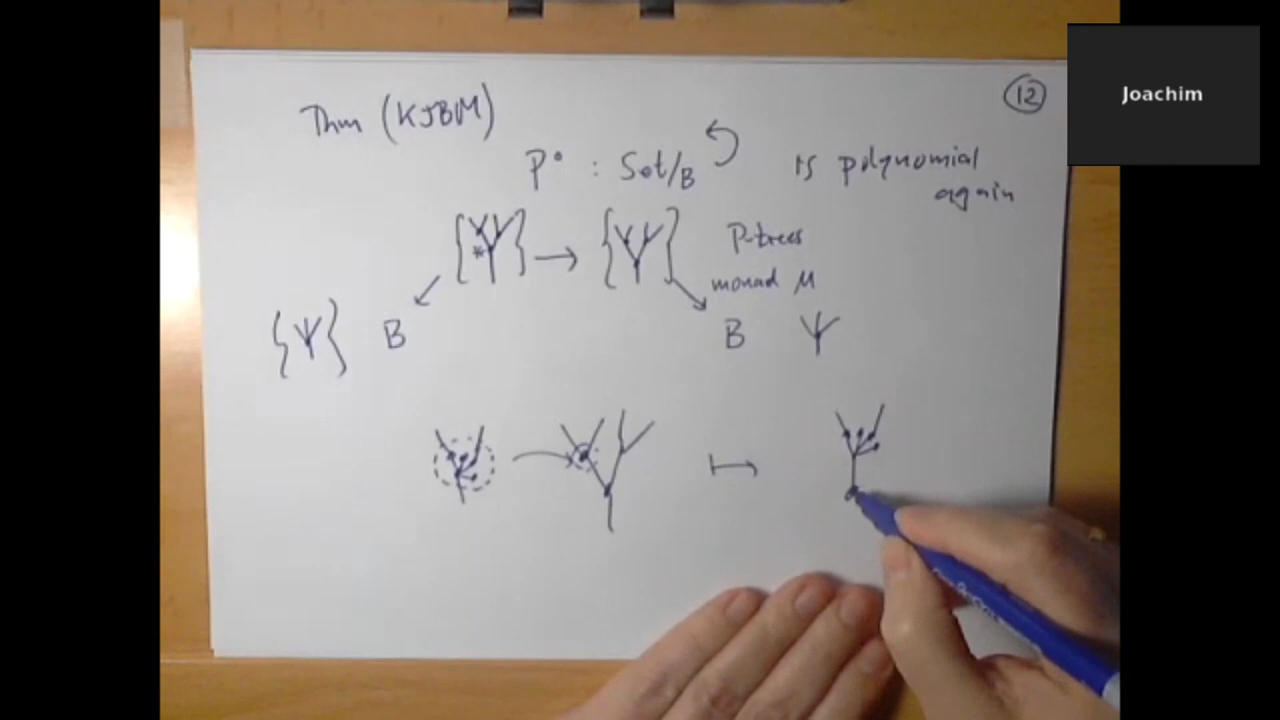 Joachim
12
Thm (KJBM)
P° : Set/B is polynomial
again
{ * } → { } P-trees
monad M
{ } B B
↦